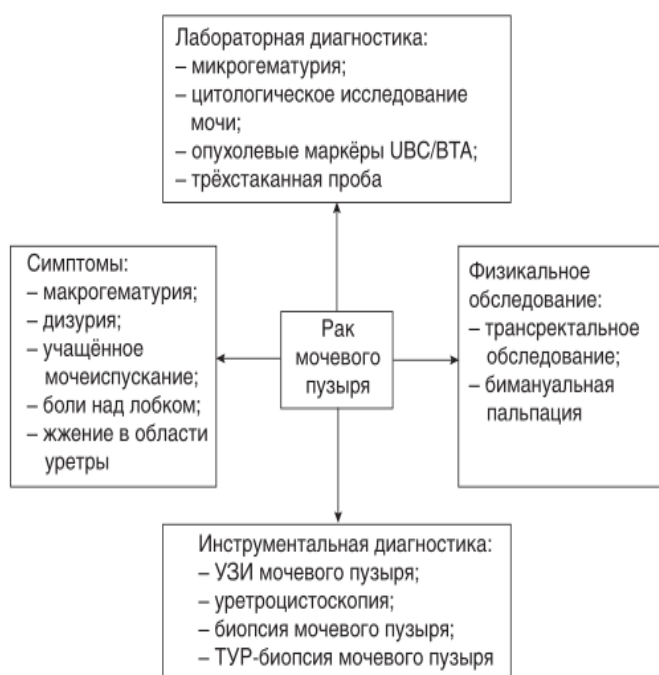 Лабораторная диагностика:
– микрогематурия;
– цитологическое исследование
мочи;
– опухолевые маркёры UBC/BTA;
– трёхстаканная проба
Симптомы:
– макрогематурия;
– дизурия;
– учащённое
мочеиспускание;
– боли над лобком;
– жжение в области
уретры
Рак
мочевого
пузыря
Физикальное
обследование:
– трансректальное
обследование;
– бимануальная
пальпация
Инструментальная диагностика:
– УЗИ мочевого пузыря;
– уретроцистоскопия;
– биопсия мочевого пузыря;
– ТУР-биопсия мочевого пузыря